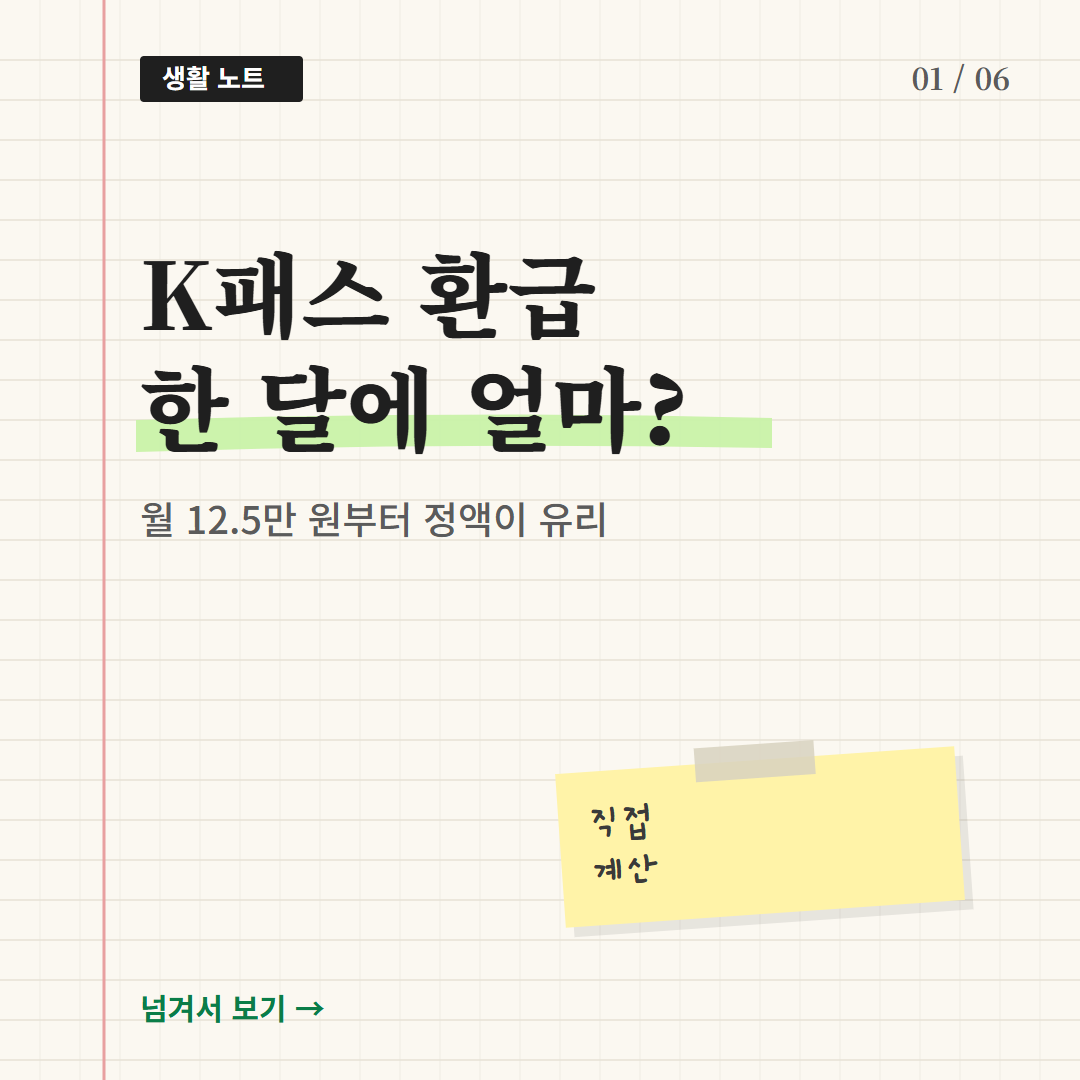 생활 노트
01 / 06
K패스 환급
한 달에 얼마?
월 12.5만 원부터 정액이 유리
직접
계산
넘겨서 보기 →